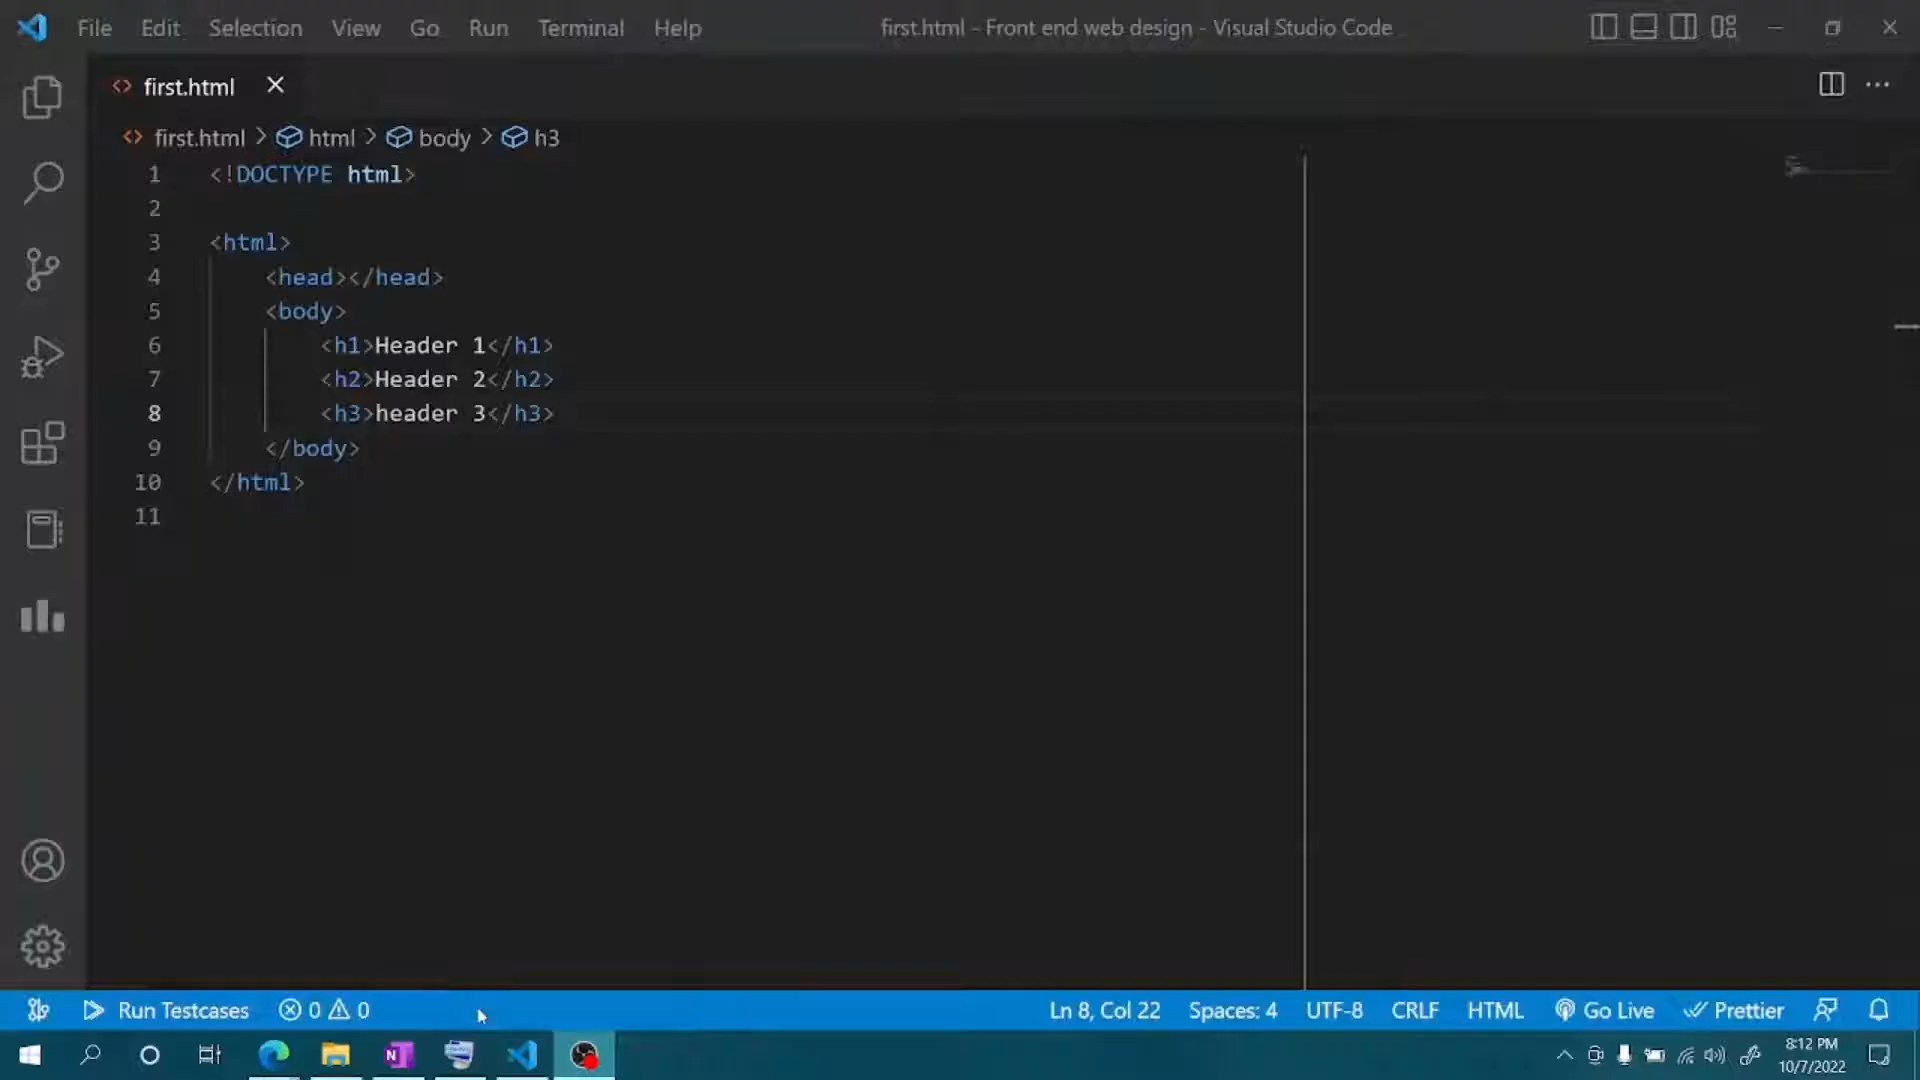 File Edit Selection View Go Run Terminal Help first.html - Front end web design - Visual Studio Code
first.html
first.html > html > body > h3
1 <!DOCTYPE html>
2
3 <html>
4 <head></head>
5 <body>
6 <h1>Header 1</h1>
7 <h2>Header 2</h2>
8 <h3>header 3</h3>
9 </body>
10 </html>
11
Run Testcases 0 0 Ln 8, Col 22 Spaces: 4 UTF-8 CRLF HTML Go Live Prettier
N 8:12 PM
10/7/2022